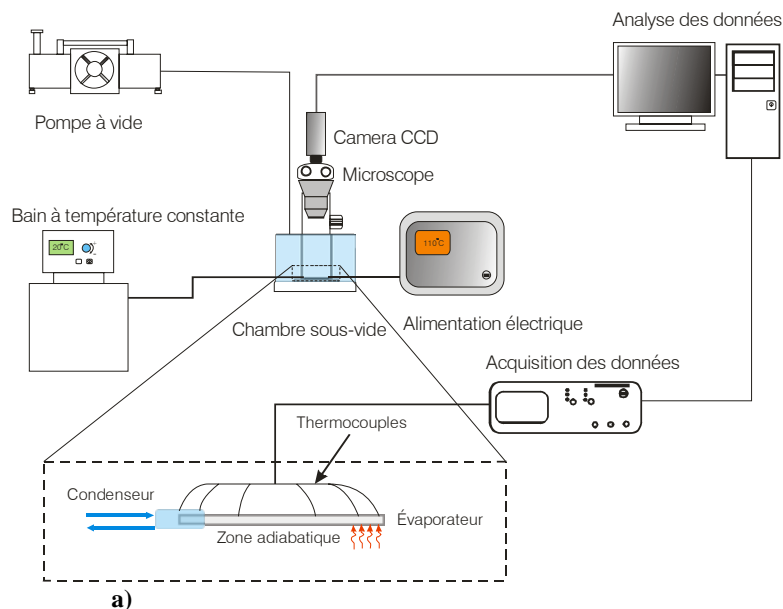 Analyse des données
Pompe à vide
Camera CCD
Microscope
Bain à température constante
20°C
110°C
Chambre sous-vide
Alimentation électrique
Acquisition des données
Thermocouples
Condenseur
Évaporateur
Zone adiabatique
a)